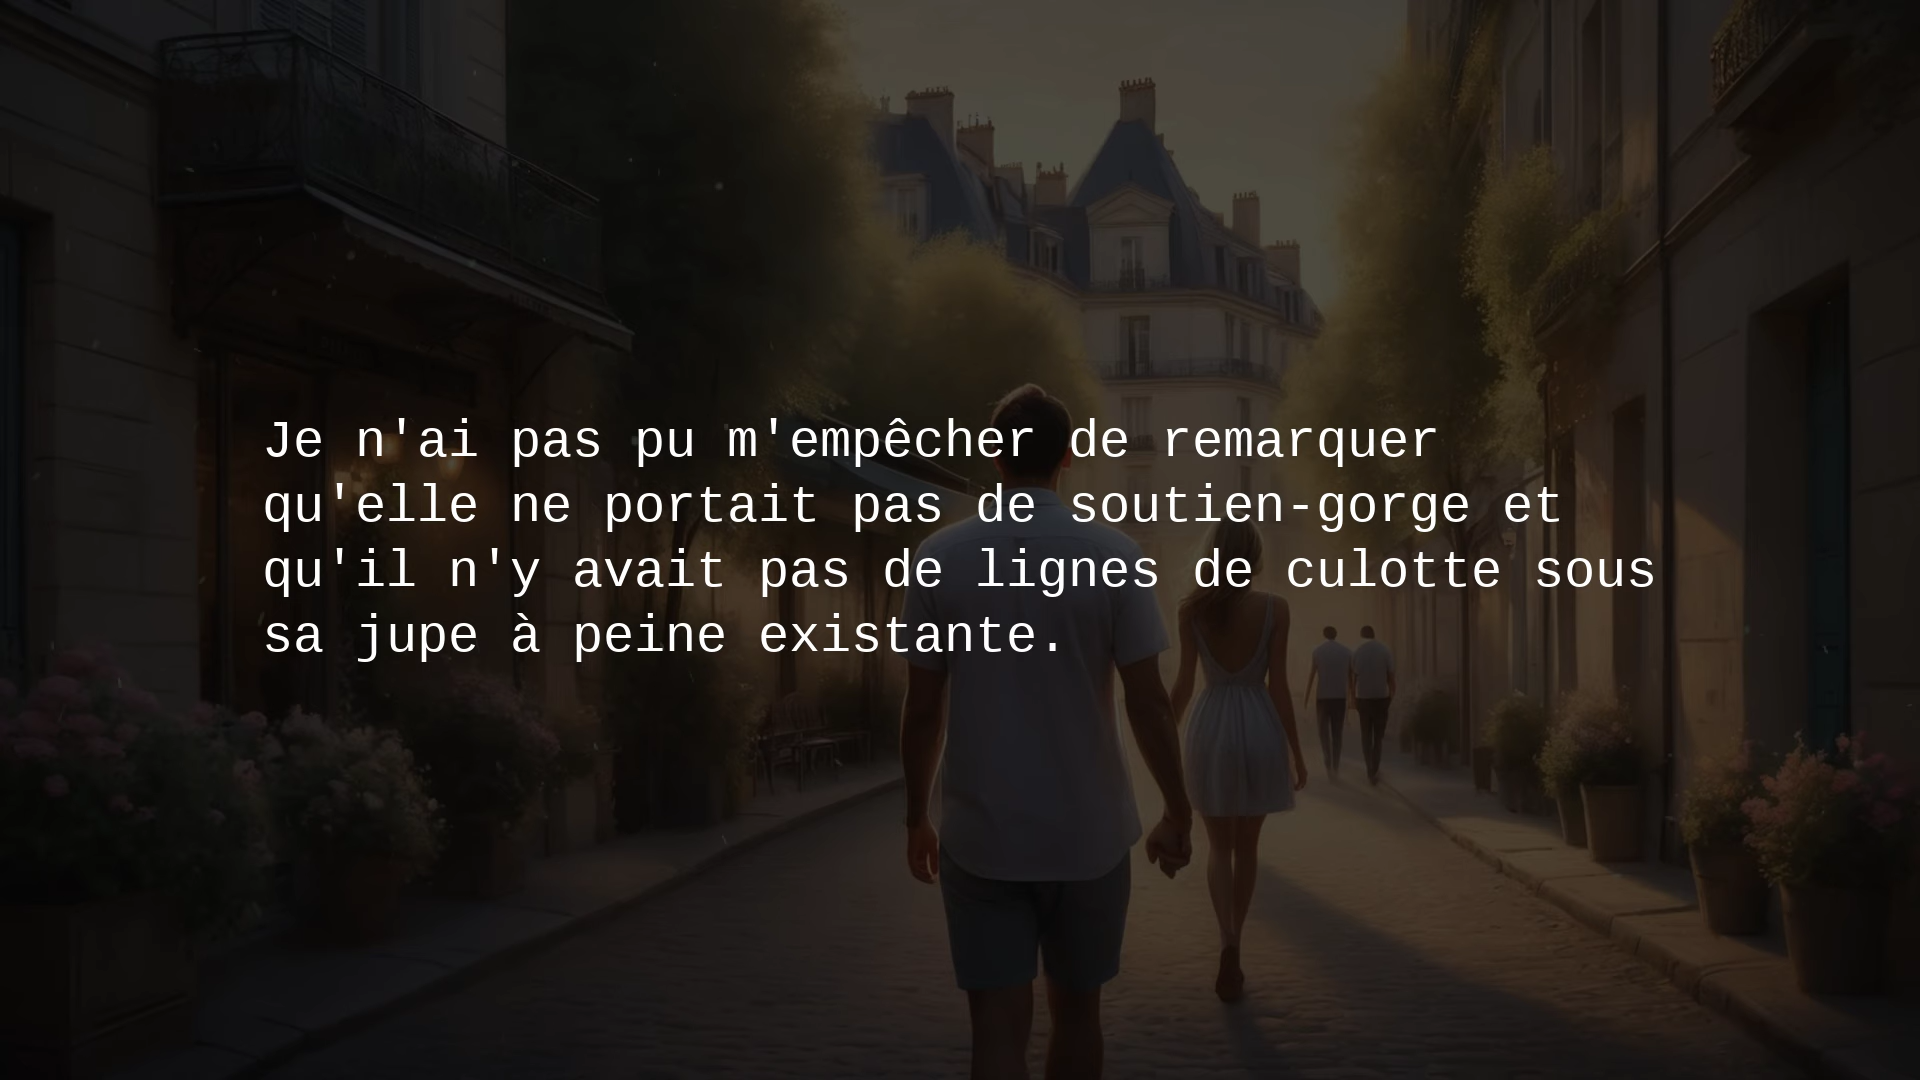 Je n'ai pas pu m'empêcher de remarquer
qu'elle ne portait pas de soutien-gorge et
qu'il n'y avait pas de lignes de culotte sous
sa jupe à peine existante.